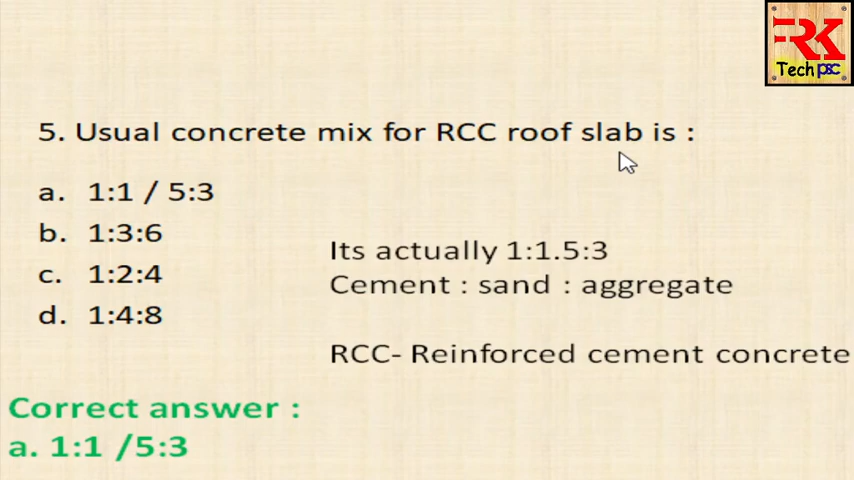 RK
Tech psc
5. Usual concrete mix for RCC roof slab is :
a. 1:1 / 5:3
b. 1:3:6
c. 1:2:4
d. 1:4:8
Its actually 1:1.5:3
Cement : sand : aggregate
RCC- Reinforced cement concrete
Correct answer :
a. 1:1 /5:3